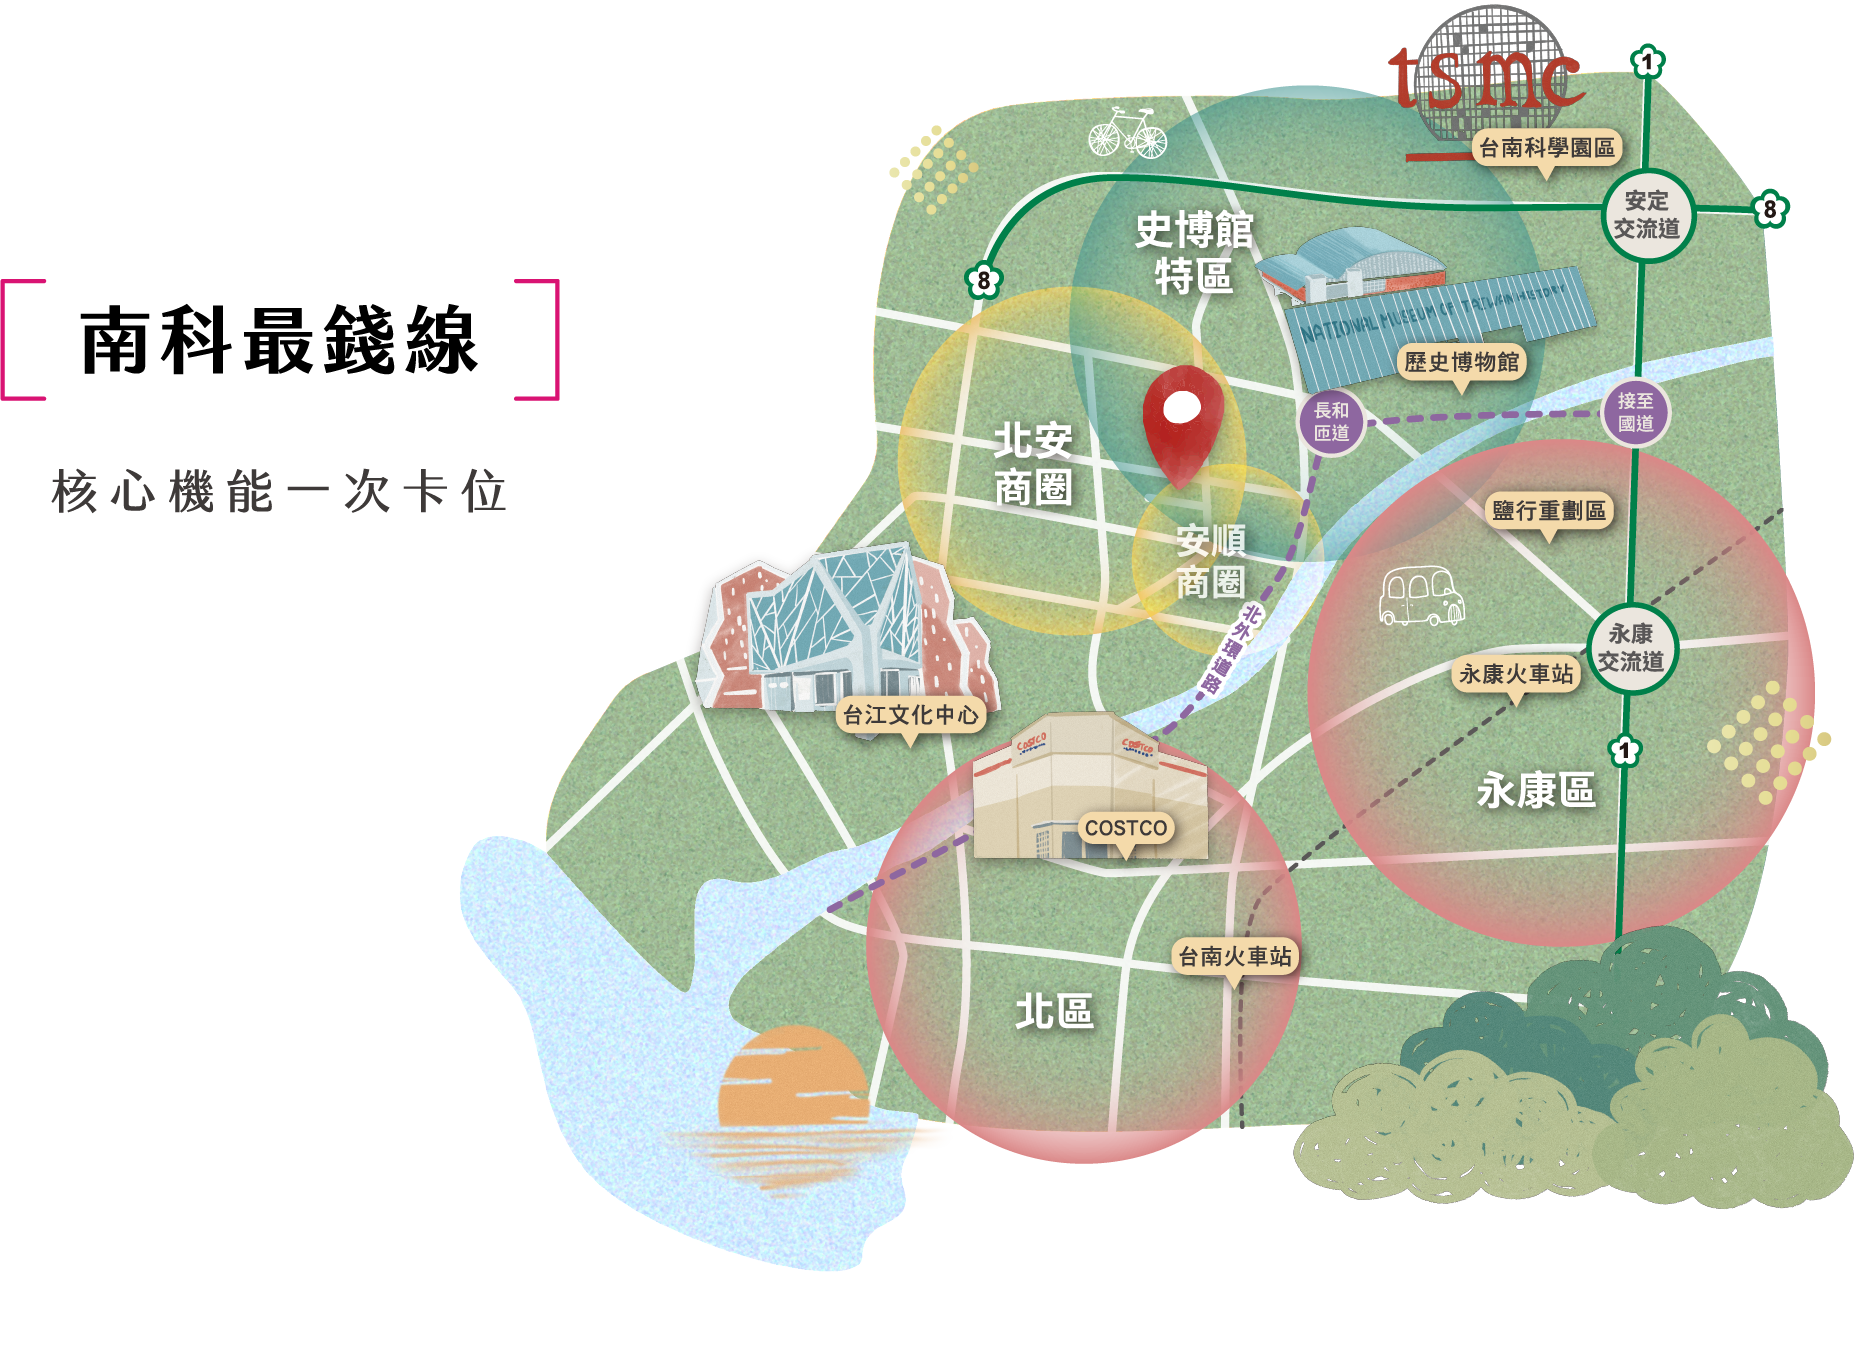 南科最錢線
核心機能一次卡位
tsmc
台南科學園區
1
安定
交流道
8
8
史博館
特區
NATIONAL MUSEUM OF TAIWAN HISTORY
歷史博物館
長和
匝道
接至
國道
北安
商圈
安順
商圈
鹽行重劃區
北外環道路
永康
交流道
永康火車站
1
永康區
台江文化中心
COSTCO
COSTCO
COSTCO
台南火車站
北區